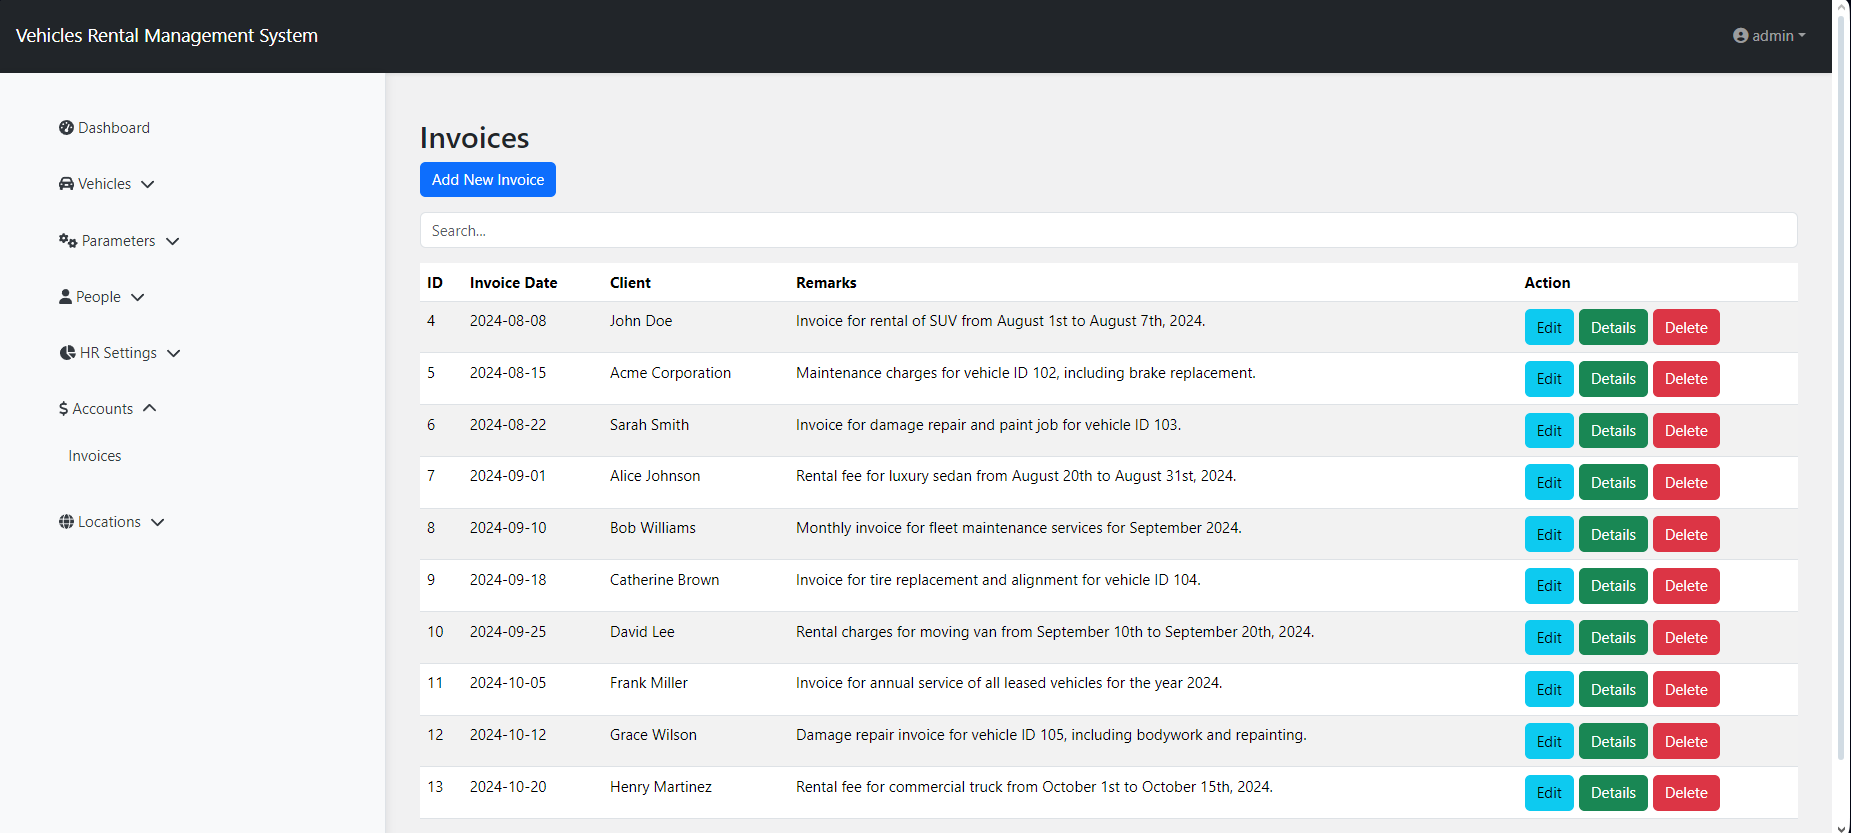 Vehicles Rental Management System
admin
Dashboard
Vehicles
Parameters
People
HR Settings
Accounts
Invoices
Locations
Invoices
Add New Invoice
Search...
ID Invoice Date Client Remarks Action
4 2024-08-08 John Doe Invoice for rental of SUV from August 1st to August 7th, 2024. Edit Details Delete
5 2024-08-15 Acme Corporation Maintenance charges for vehicle ID 102, including brake replacement. Edit Details Delete
6 2024-08-22 Sarah Smith Invoice for damage repair and paint job for vehicle ID 103. Edit Details Delete
7 2024-09-01 Alice Johnson Rental fee for luxury sedan from August 20th to August 31st, 2024. Edit Details Delete
8 2024-09-10 Bob Williams Monthly invoice for fleet maintenance services for September 2024. Edit Details Delete
9 2024-09-18 Catherine Brown Invoice for tire replacement and alignment for vehicle ID 104. Edit Details Delete
10 2024-09-25 David Lee Rental charges for moving van from September 10th to September 20th, 2024. Edit Details Delete
11 2024-10-05 Frank Miller Invoice for annual service of all leased vehicles for the year 2024. Edit Details Delete
12 2024-10-12 Grace Wilson Damage repair invoice for vehicle ID 105, including bodywork and repainting. Edit Details Delete
13 2024-10-20 Henry Martinez Rental fee for commercial truck from October 1st to October 15th, 2024. Edit Details Delete